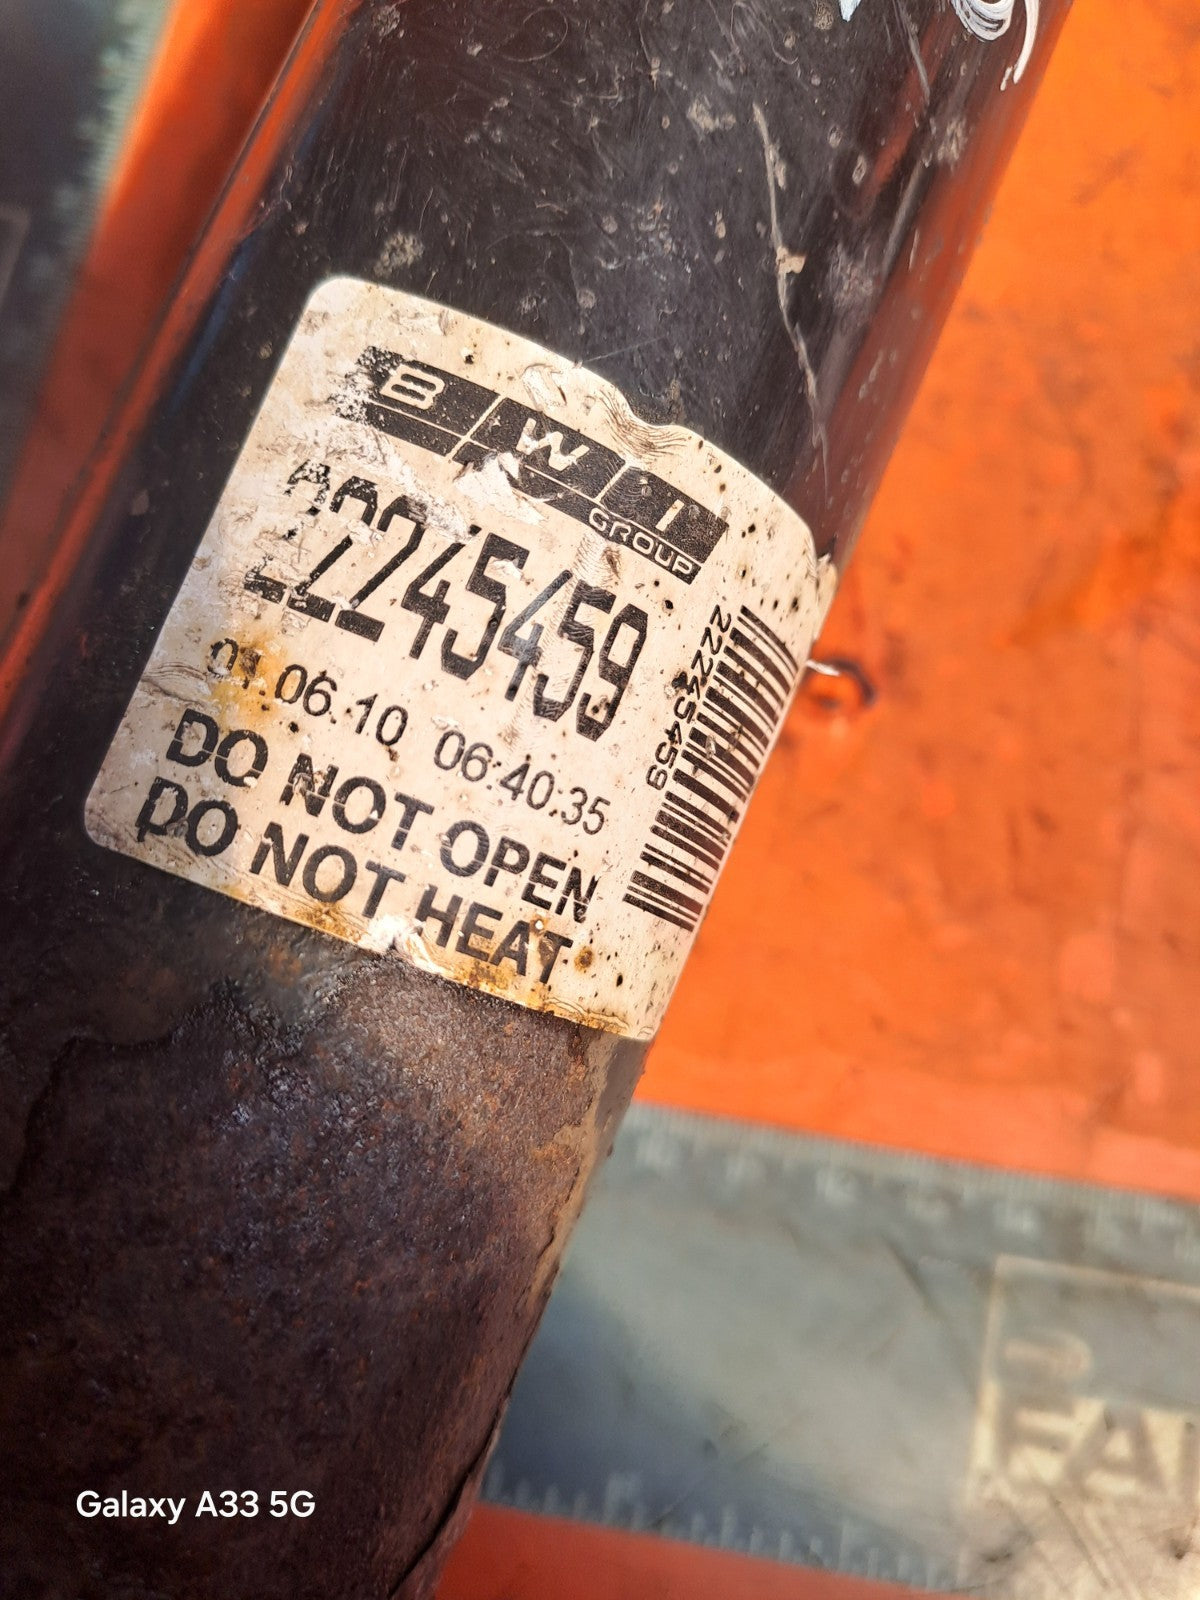 BWI
GROUP
22245459
01.06.10 06:40:35
DO NOT OPEN
DO NOT HEAT
22245459
Galaxy A33 5G